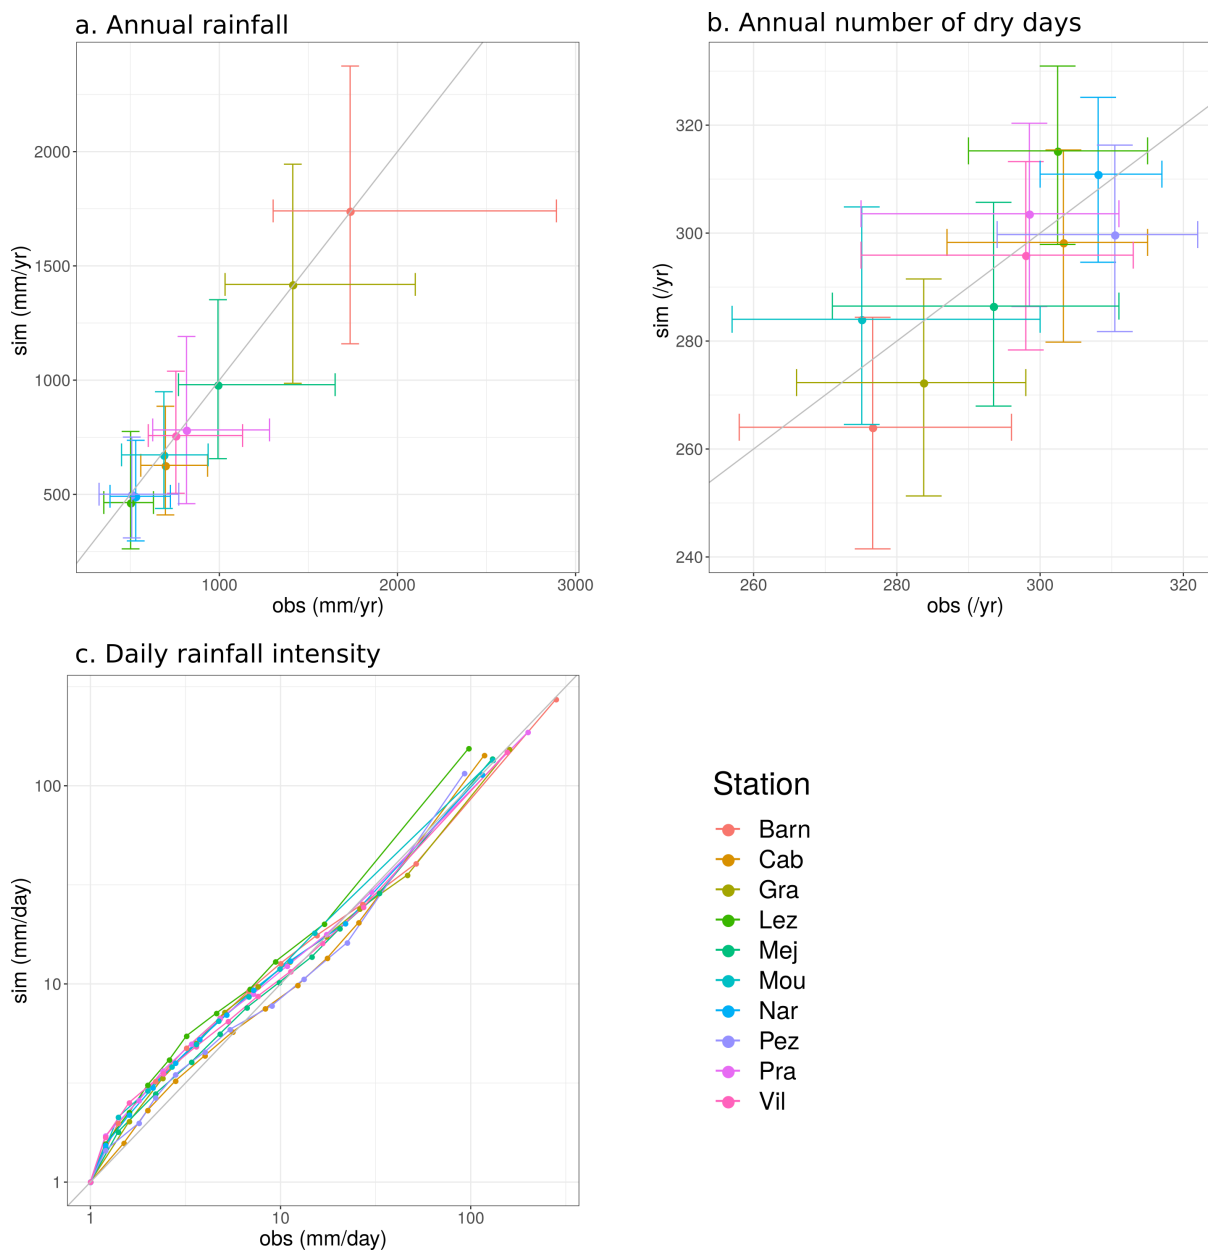 a. Annual rainfall
2000
1500
1000
500
sim (mm/yr)
1000
2000
3000
obs (mm/yr)
b. Annual number of dry days
320
300
280
260
240
sim (/yr)
260
280
300
320
obs (/yr)
c. Daily rainfall intensity
100
10
1
sim (mm/day)
1
10
100
obs (mm/day)
Station
Barn
Cab
Gra
Lez
Mej
Mou
Nar
Pez
Pra
Vil